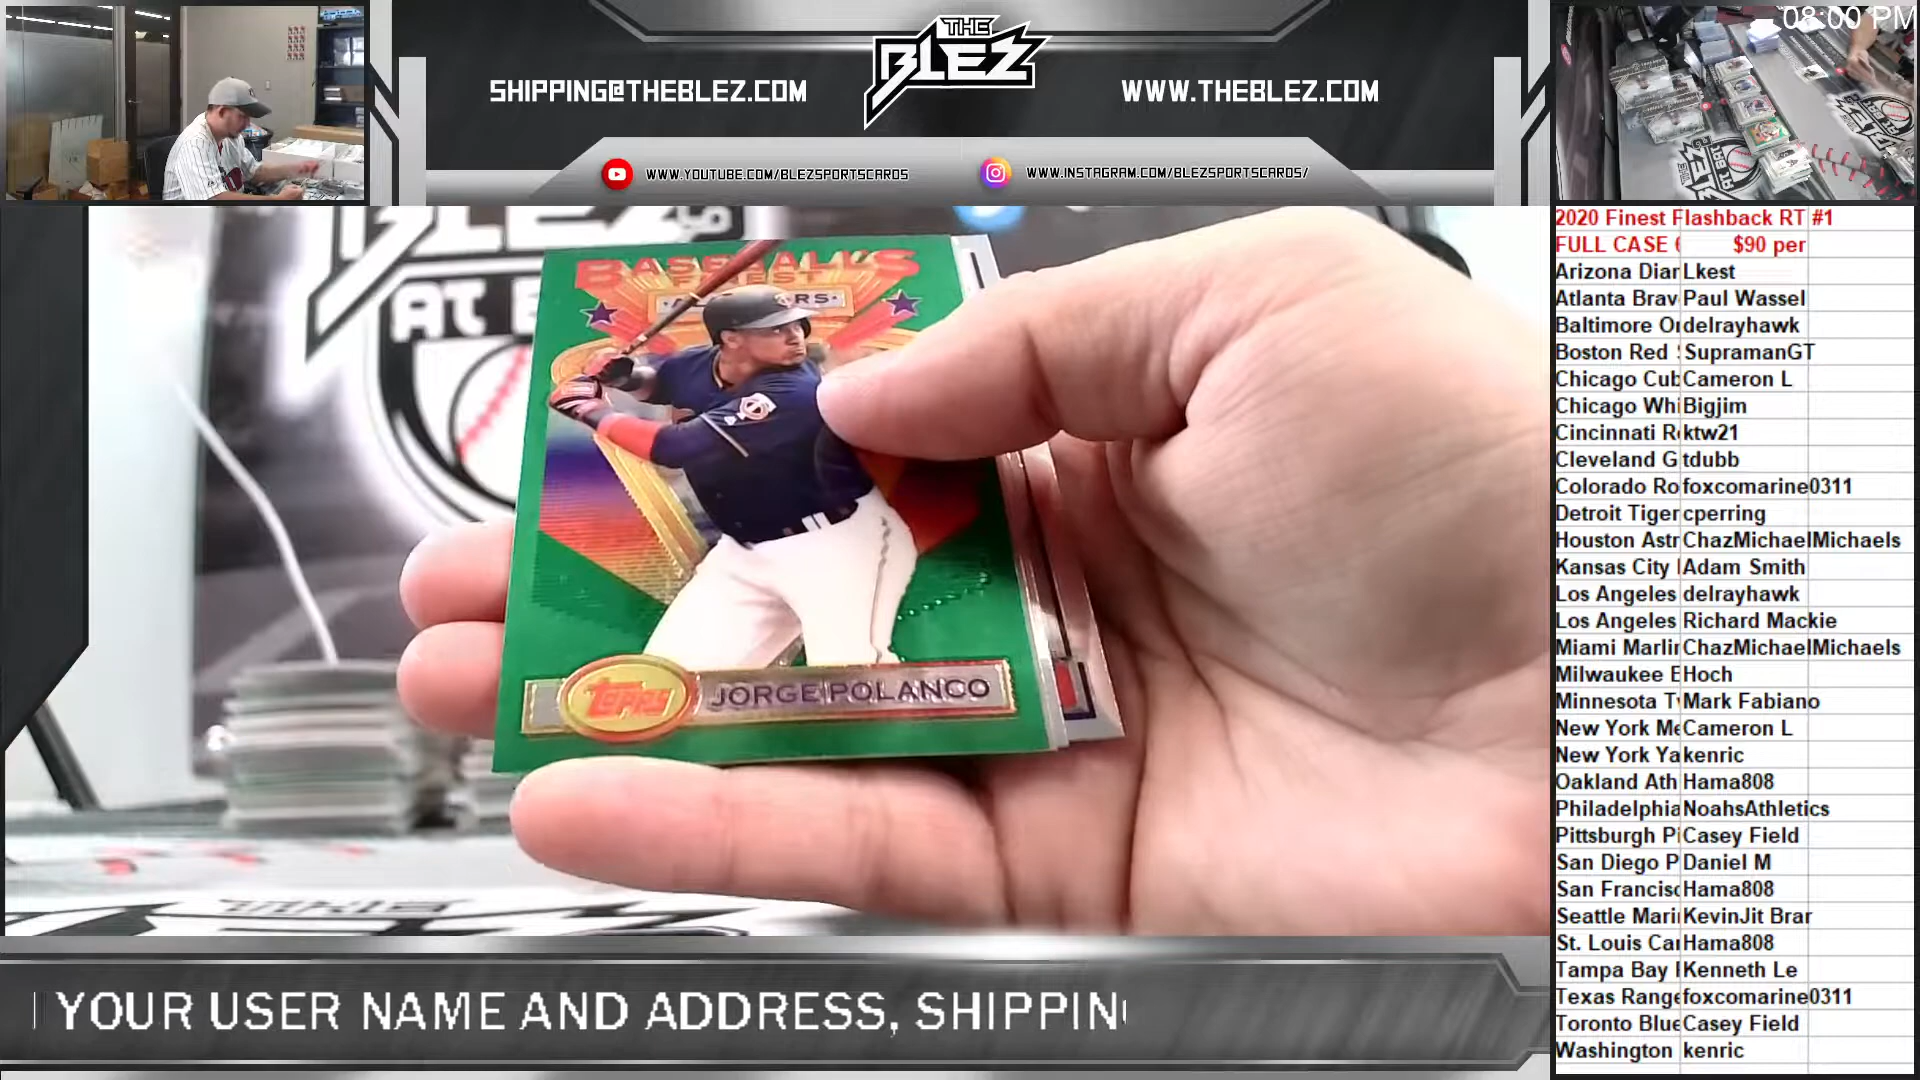 08:00 PM
THE
BLEZ
SHIPPING@THEBLEZ.COM
WWW.THEBLEZ.COM
WWW.YOUTUBE.COM/BLEZSPORTSCARDS
WWW.INSTAGRAM.COM/BLEZSPORTSCARDS/
BASEBALL'S
FINEST
TOPPS
JORGE POLANCO
2020 Finest Flashback RT #1
FULL CASE $90 per
Arizona Diar Lkest
Atlanta Brav Paul Wassel
Baltimore Or delrayhawk
Boston Red SupramanGT
Chicago Cub Cameron L
Chicago Whi Bigjim
Cincinnati R ktw21
Cleveland G tdubb
Colorado Ro foxcomarine0311
Detroit Tiger cperring
Houston Astr ChazMichaelMichaels
Kansas City Adam Smith
Los Angeles delrayhawk
Los Angeles Richard Mackie
Miami Marlin ChazMichaelMichaels
Milwaukee B Hoch
Minnesota Tw Mark Fabiano
New York Me Cameron L
New York Ya kenric
Oakland Ath Hama808
Philadelphia NoahsAthletics
Pittsburgh Pi Casey Field
San Diego P Daniel M
San Francisc Hama808
Seattle Mari KevinJit Brar
St. Louis Car Hama808
Tampa Bay Kenneth Le
Texas Range foxcomarine0311
Toronto Blue Casey Field
Washington kenric
YOUR USER NAME AND ADDRESS, SHIPPIN